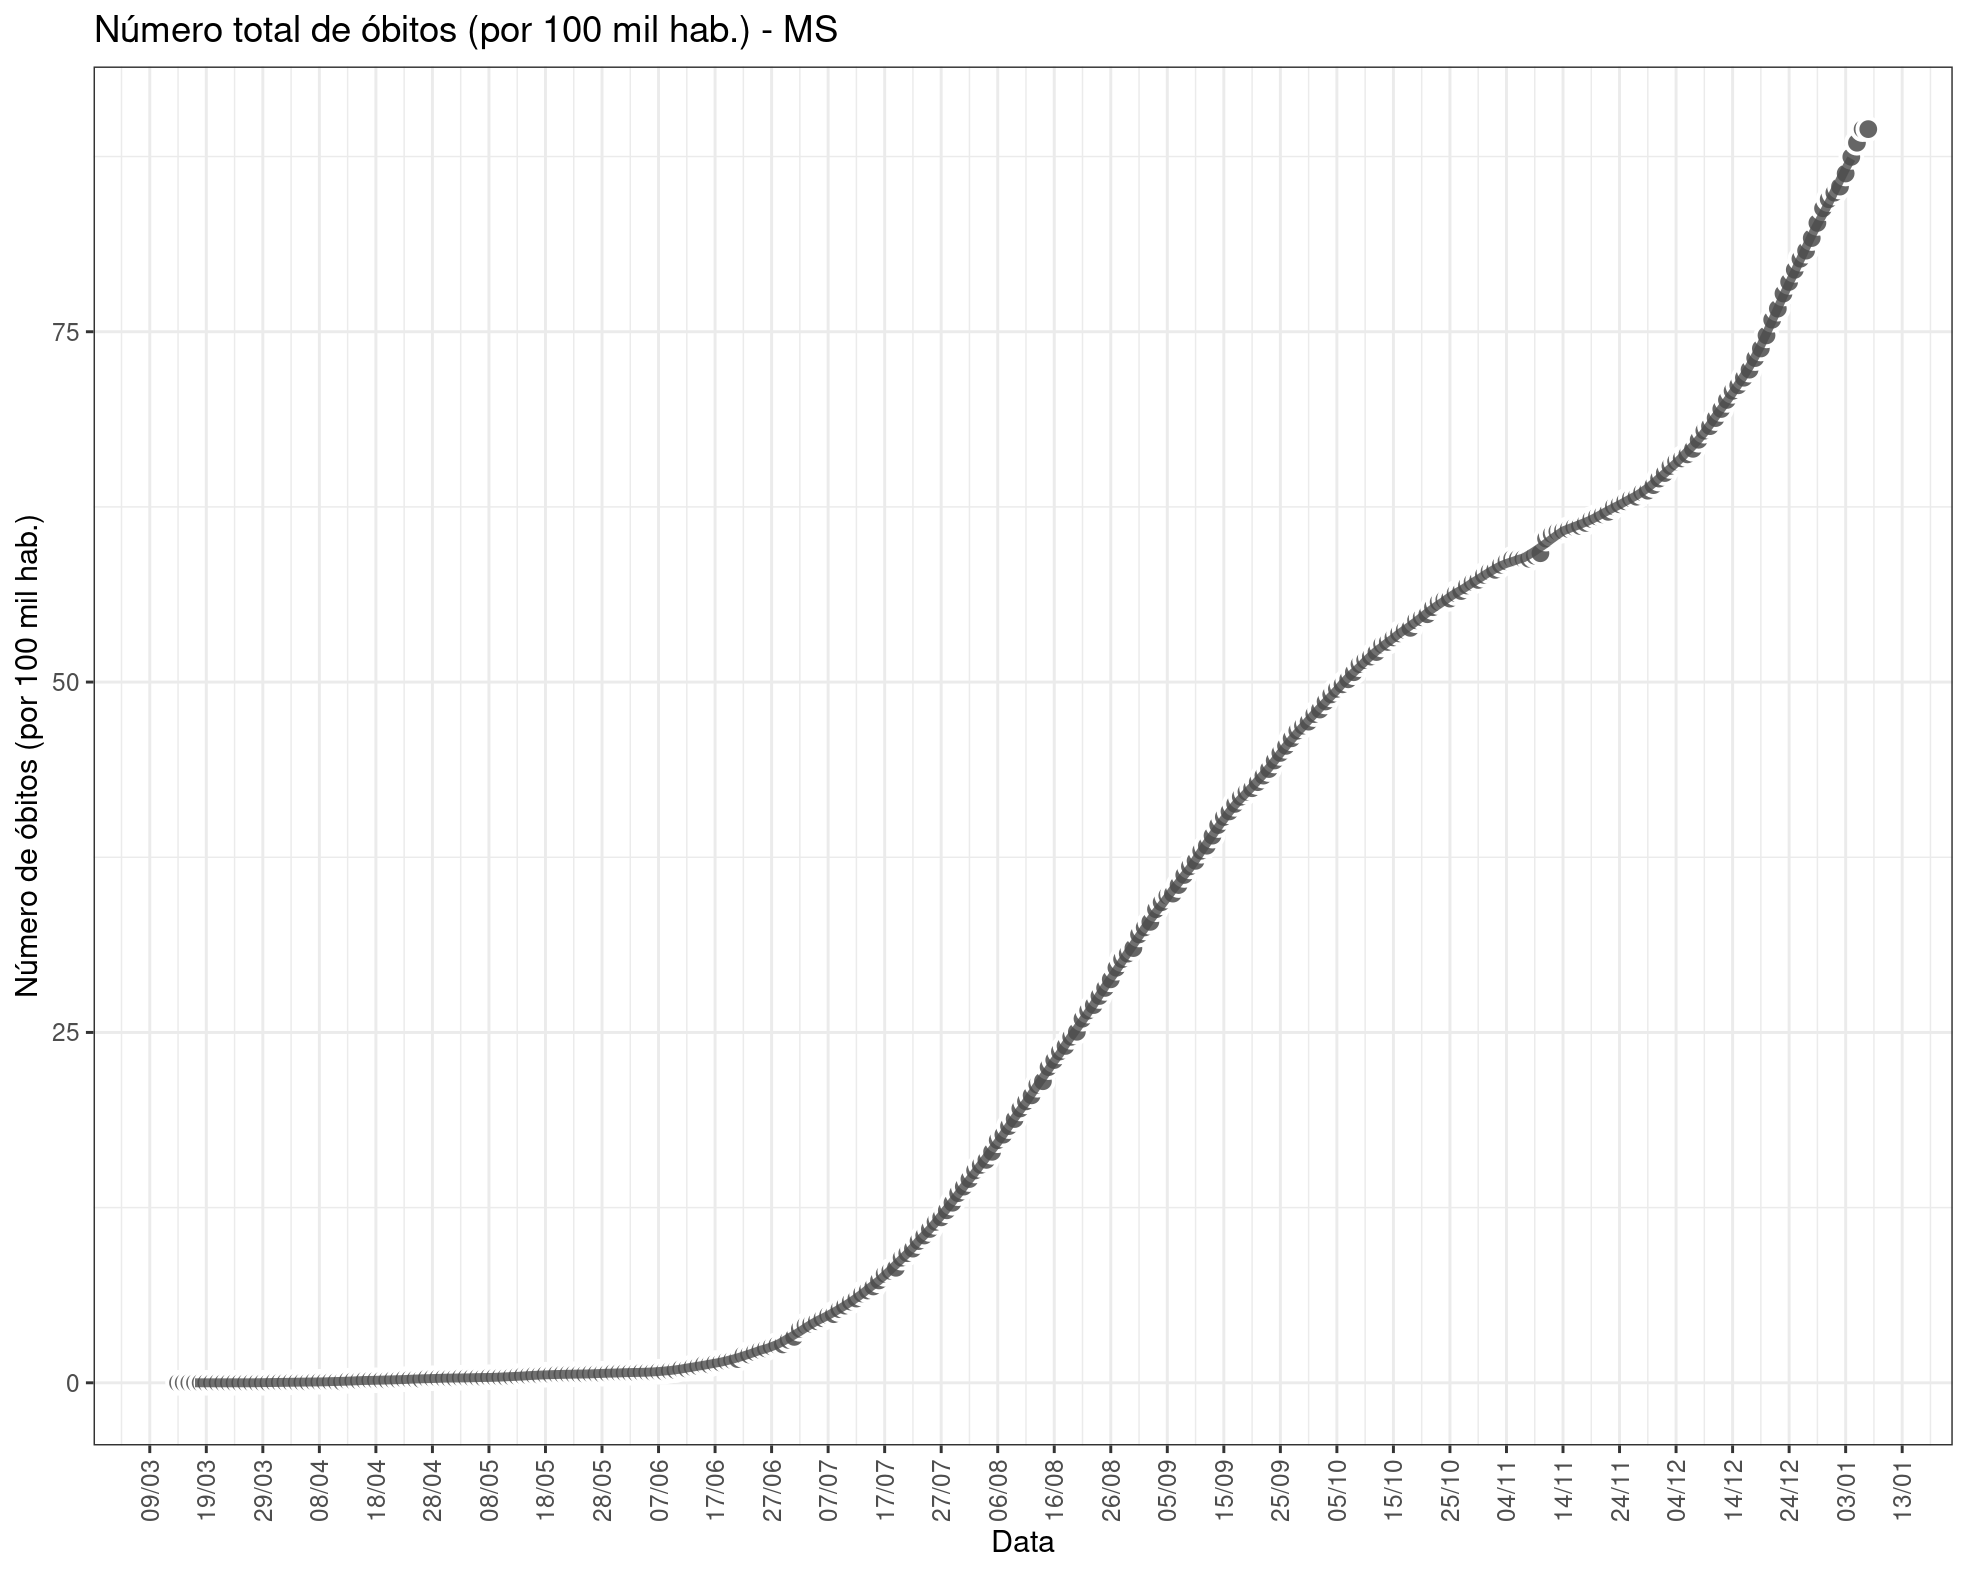 Número total de óbitos (por 100 mil hab.) - MS
Número de óbitos (por 100 mil hab.)
75
50
25
0
09/03 19/03 29/03 08/04 18/04 28/04 08/05 18/05 28/05 07/06 17/06 27/06 07/07 17/07 27/07 06/08 16/08 26/08 05/09 15/09 25/09 05/10 15/10 25/10 04/11 14/11 24/11 04/12 14/12 24/12 03/01 13/01
Data